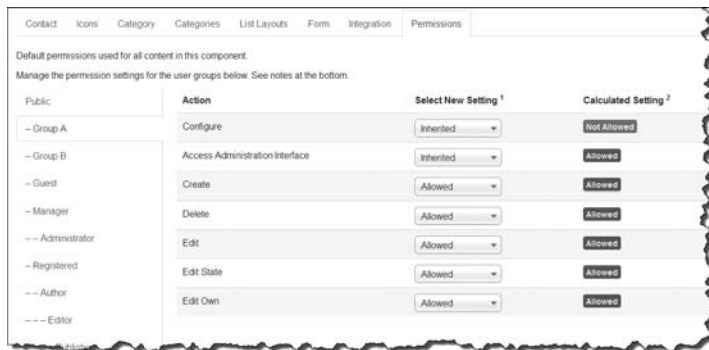 Contact Icons Category Categories List Layouts Form Integration Permissions
Default permissions used for all content in this component.
Manage the permission settings for the user groups below. See notes at the bottom.
Public Action Select New Setting 1 Calculated Setting 2
– Group A Configure Inherited Not Allowed
– Group B Access Administration Interface Inherited Allowed
– Guest Create Allowed Allowed
– Manager Delete Allowed Allowed
– – Administrator Edit Allowed Allowed
– Registered Edit State Allowed Allowed
– – Author Edit Own Allowed Allowed
– – – Editor